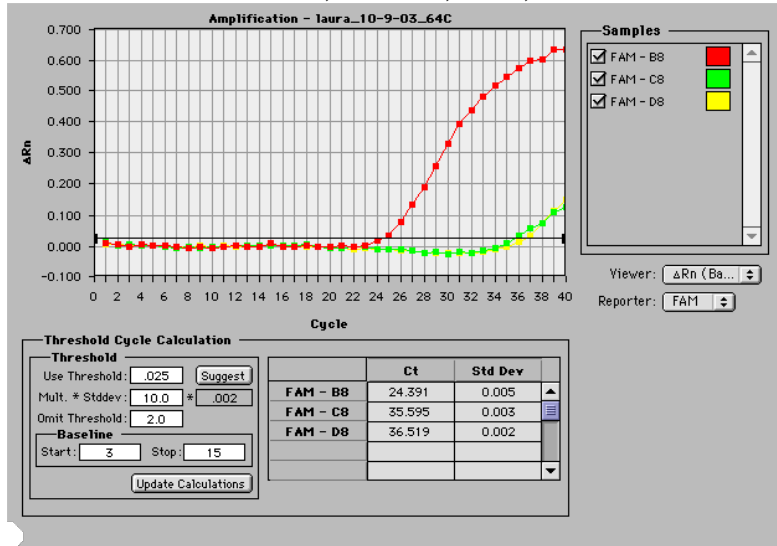 Amplification - laura_10-9-03_64C
0.700
0.600
0.500
0.400
0.300
0.200
0.100
0.000
-0.100
ΔRn
0 2 4 6 8 10 12 14 16 18 20 22 24 26 28 30 32 34 36 38 40
Cycle
Samples
FAM - B8
FAM - C8
FAM - D8
Viewer: ΔRn (Ba...
Reporter: FAM
Threshold Cycle Calculation
Threshold
Use Threshold: .025 Suggest
Mult. * Stddev: 10.0 * .002
Omit Threshold: 2.0
Baseline
Start: 3 Stop: 15
Update Calculations
Ct Std Dev
FAM - B8 24.391 0.005
FAM - C8 35.595 0.003
FAM - D8 36.519 0.002